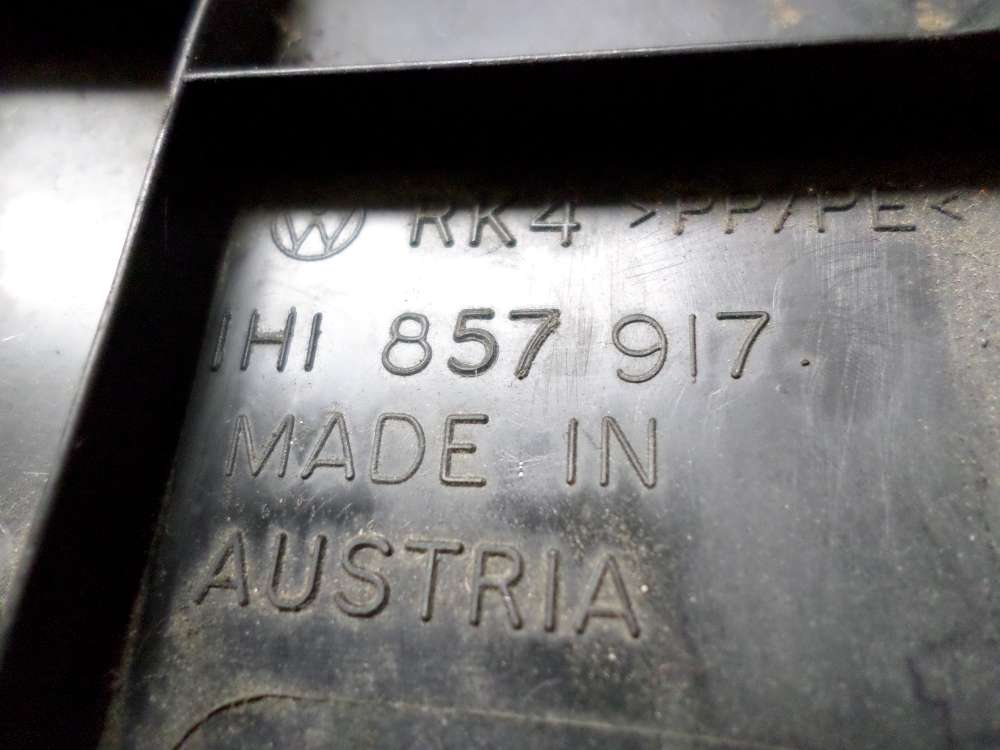 RK4 >PP/PE<
1H1 857 917
MADE IN
AUSTRIA